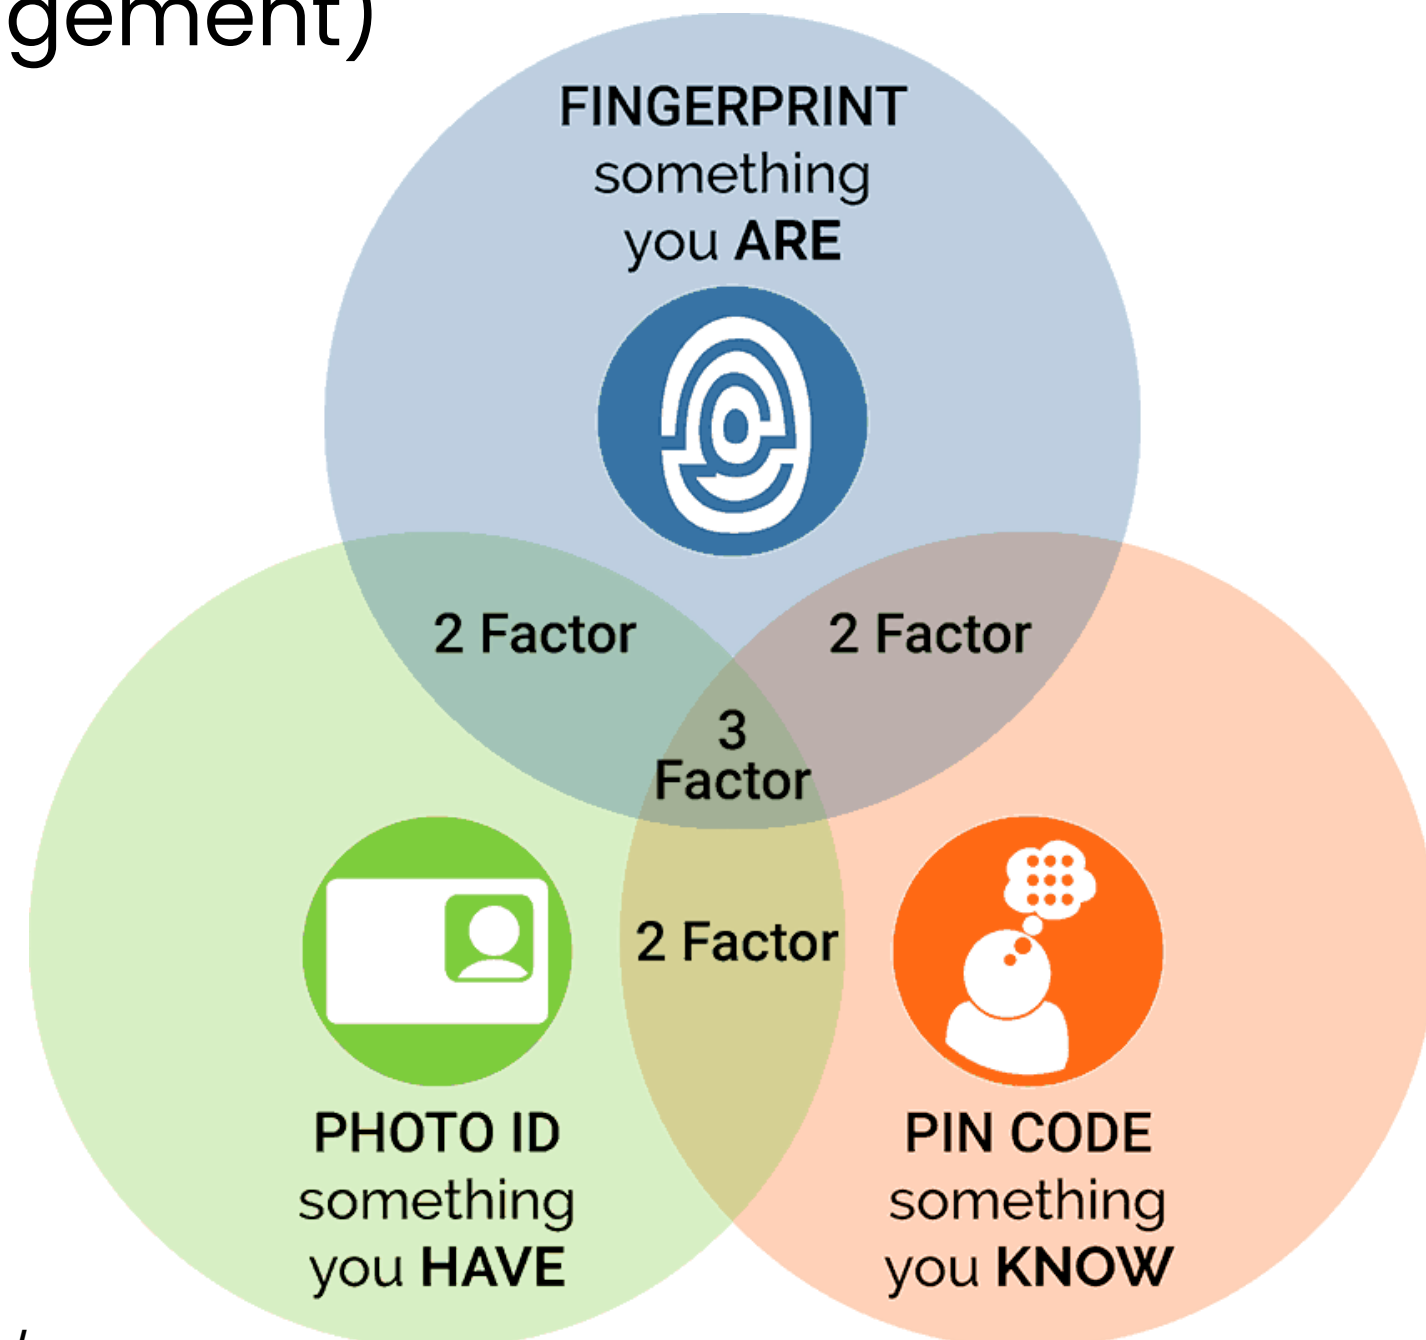 gement)
FINGERPRINT
something
you ARE
2 Factor
2 Factor
3
Factor
2 Factor
PHOTO ID
something
you HAVE
PIN CODE
something
you KNOW